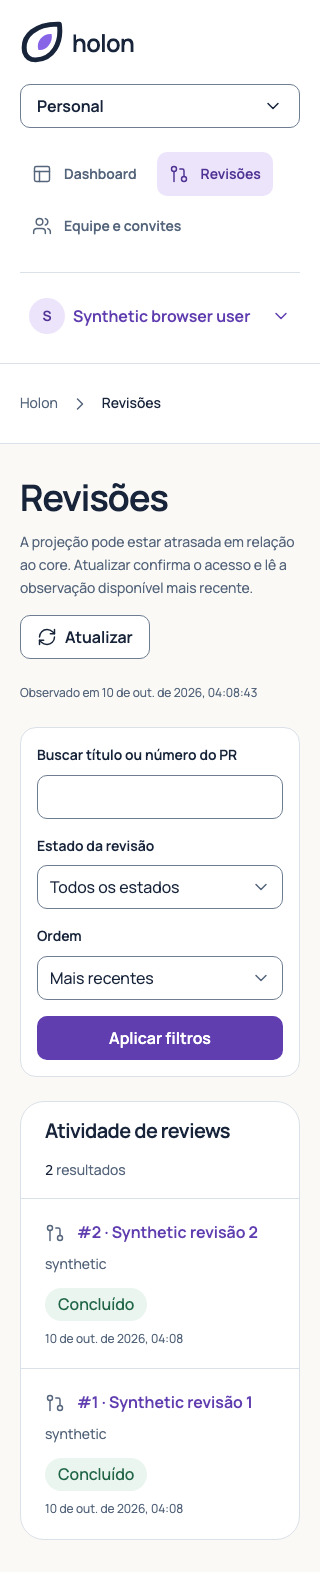 holon
Personal
Dashboard
Revisões
Equipe e convites
S
Synthetic browser user
Holon
Revisões
Revisões
A projeção pode estar atrasada em relação
ao core. Atualizar confirma o acesso e lê a
observação disponível mais recente.
Atualizar
Observado em 10 de out. de 2026, 04:08:43
Buscar título ou número do PR
Estado da revisão
Todos os estados
Ordem
Mais recentes
Aplicar filtros
Atividade de reviews
2 resultados
#2 · Synthetic revisão 2
synthetic
Concluído
10 de out. de 2026, 04:08
#1 · Synthetic revisão 1
synthetic
Concluído
10 de out. de 2026, 04:08